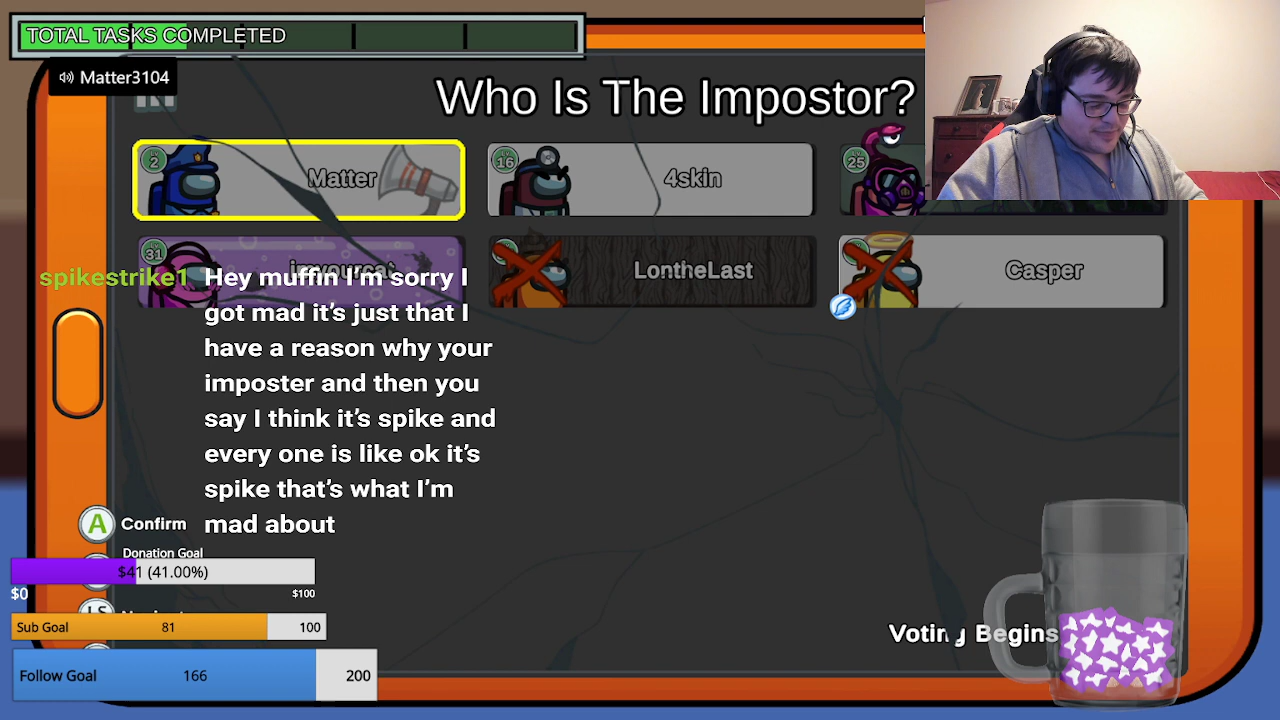 TOTAL TASKS COMPLETED
Matter3104
Who Is The Impostor?
2
Matter
16
4skin
25
31
LontheLast
Casper
spikestrike1 Hey muffin I'm sorry I
got mad it's just that I
have a reason why your
imposter and then you
say I think it's spike and
every one is like ok it's
spike that's what I'm
mad about
A Confirm
Donation Goal
$41 (41.00%)
$0
$100
LS
Sub Goal 81 100
Voting Begins
Follow Goal 166 200